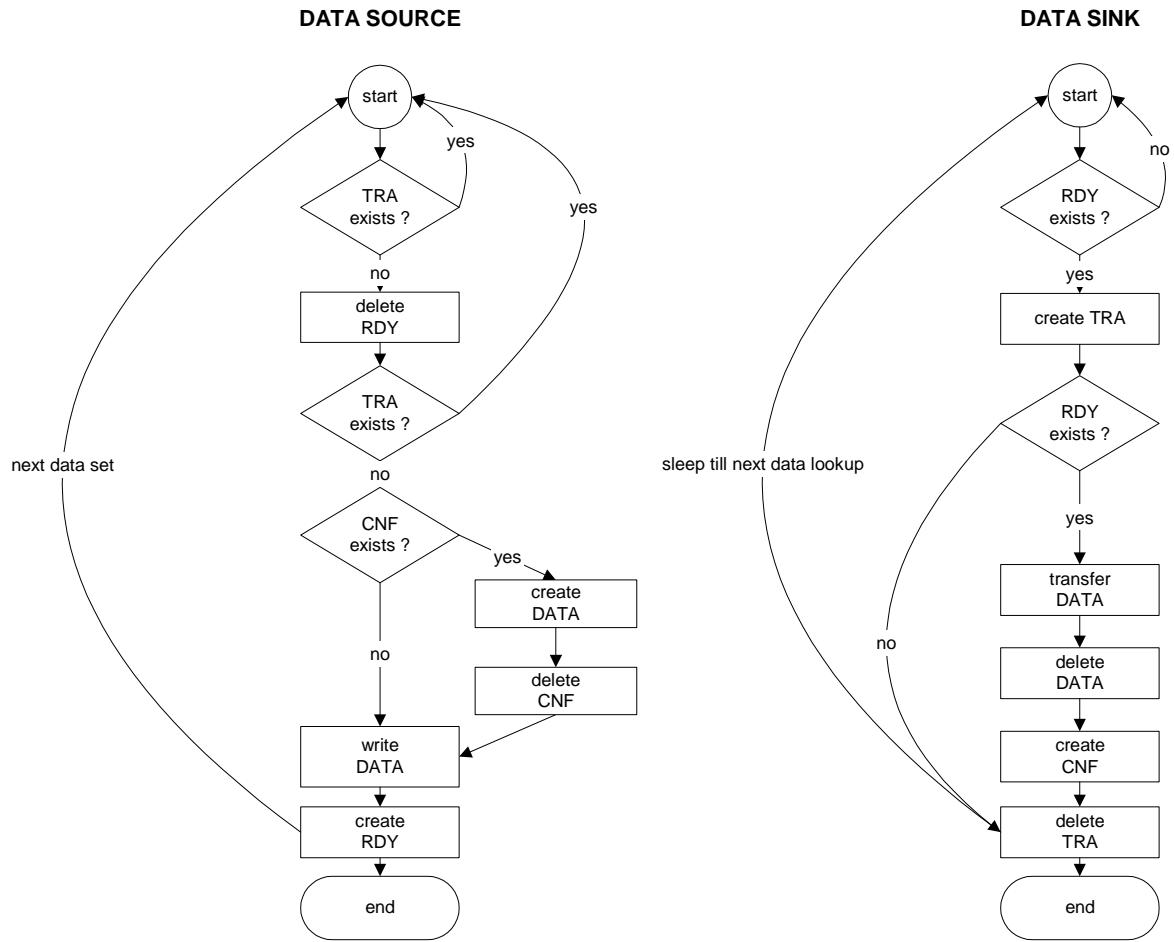 DATA SOURCE
start
yes
TRA
exists ?
yes
no
delete
RDY
TRA
exists ?
next data set
no
CNF
exists ?
yes
create
DATA
no
delete
CNF
write
DATA
create
RDY
end
DATA SINK
start
no
RDY
exists ?
yes
create TRA
RDY
exists ?
sleep till next data lookup
yes
transfer
DATA
no
delete
DATA
create
CNF
delete
TRA
end